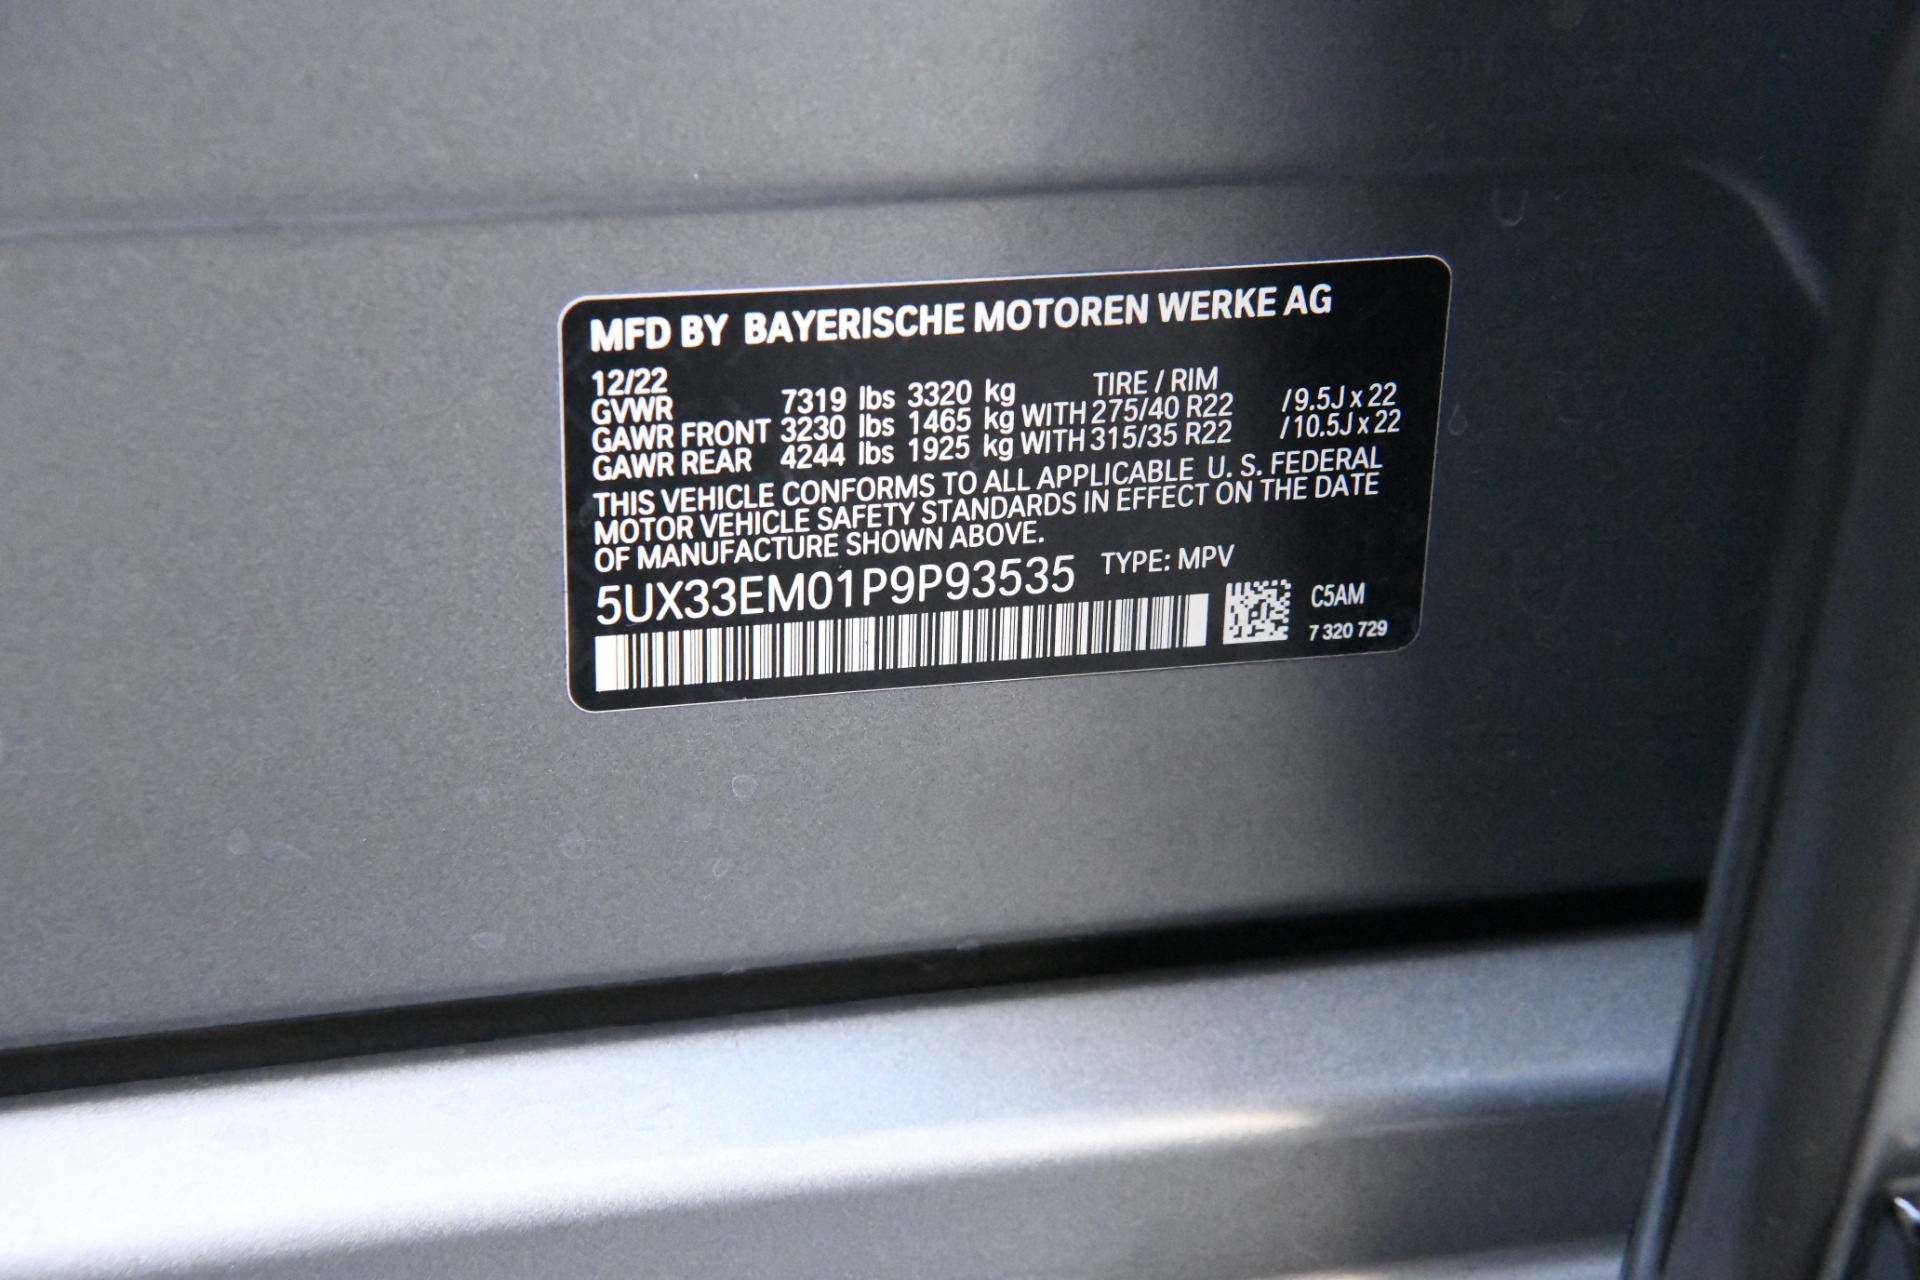 MFD BY BAYERISCHE MOTOREN WERKE AG
12/22 TIRE / RIM
GVWR 7319 lbs 3320 kg
GAWR FRONT 3230 lbs 1465 kg WITH 275/40 R22 / 9.5J x 22
GAWR REAR 4244 lbs 1925 kg WITH 315/35 R22 / 10.5J x 22
THIS VEHICLE CONFORMS TO ALL APPLICABLE U. S. FEDERAL
MOTOR VEHICLE SAFETY STANDARDS IN EFFECT ON THE DATE
OF MANUFACTURE SHOWN ABOVE.
5UX33EM01P9P93535 TYPE: MPV
C5AM
7 320 729